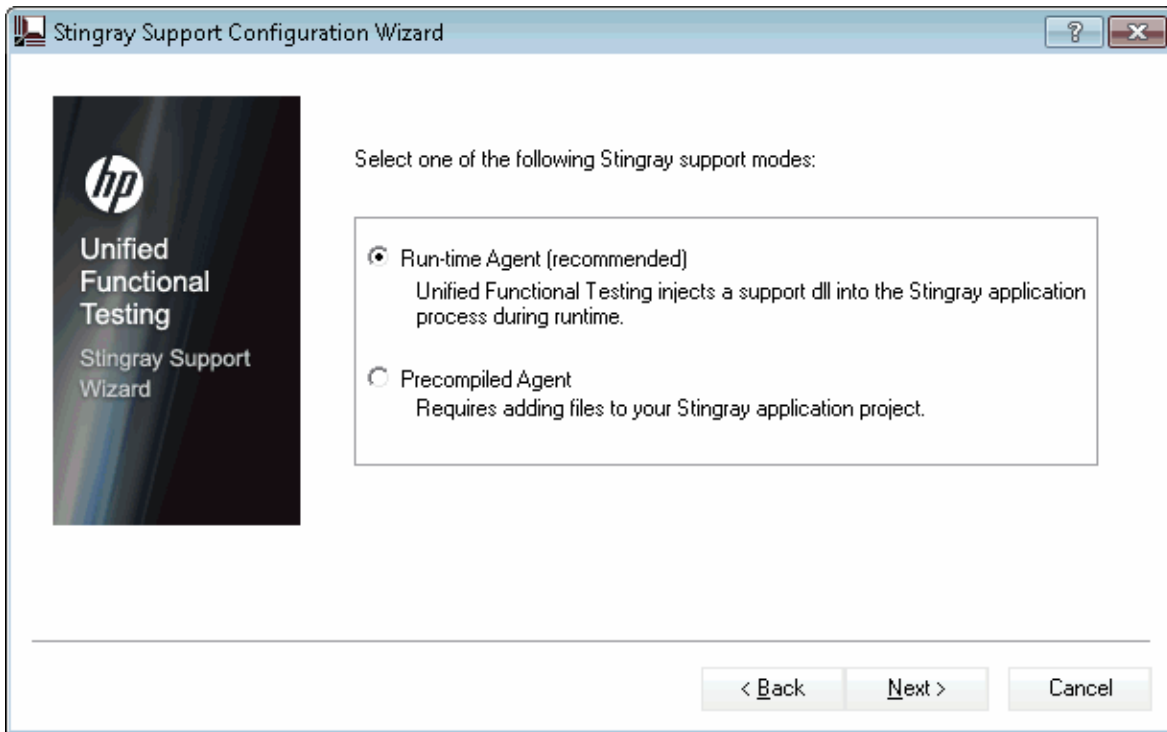 Stingray Support Configuration Wizard
?
hp
Unified
Functional
Testing
Stingray Support
Wizard
Select one of the following Stingray support modes:
Run-time Agent (recommended)
Unified Functional Testing injects a support dll into the Stingray application
process during runtime.
Precompiled Agent
Requires adding files to your Stingray application project.
< Back
Next >
Cancel